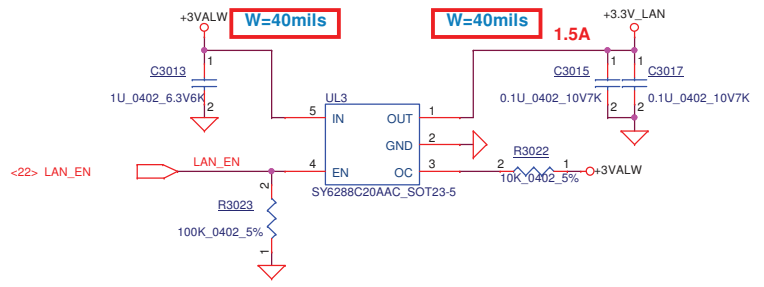 +3VALW
W=40mils
W=40mils
+3.3V_LAN
1.5A
C3013
1
2
1U_0402_6.3V6K
C3015
1
2
0.1U_0402_10V7K
C3017
1
2
0.1U_0402_10V7K
UL3
5 IN
OUT 1
GND 2
<22> LAN_EN
LAN_EN
4 EN
OC 3
R3022
2 1
10K_0402_5%
+3VALW
SY6288C20AAC_SOT23-5
R3023
2
1
100K_0402_5%